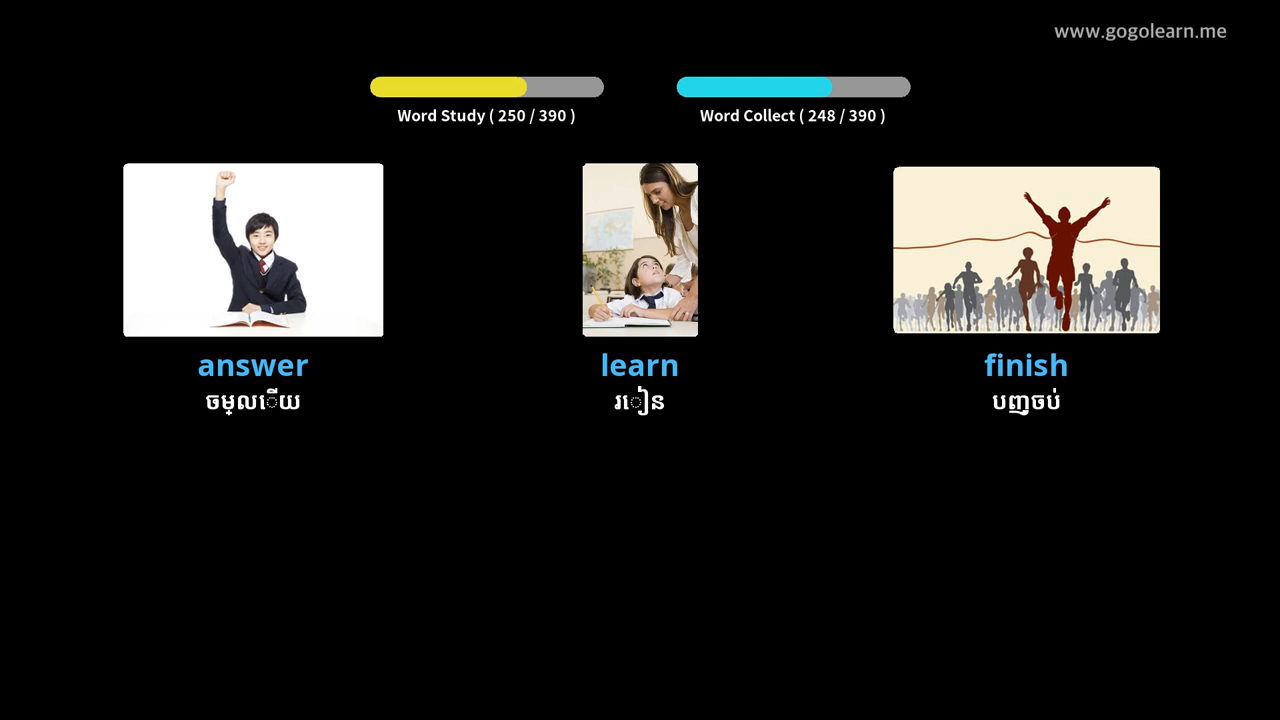 www.gogolearn.me
Word Study ( 250 / 390 )
Word Collect ( 248 / 390 )
answer
learn
finish
ចម្លើយ
រៀន
បញ្ចប់